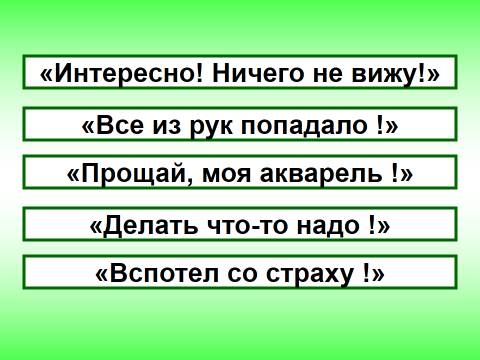 «Интересно! Ничего не вижу!»
«Все из рук попадало !»
«Прощай, моя акварель !»
«Делать что-то надо !»
«Вспотел со страху !»